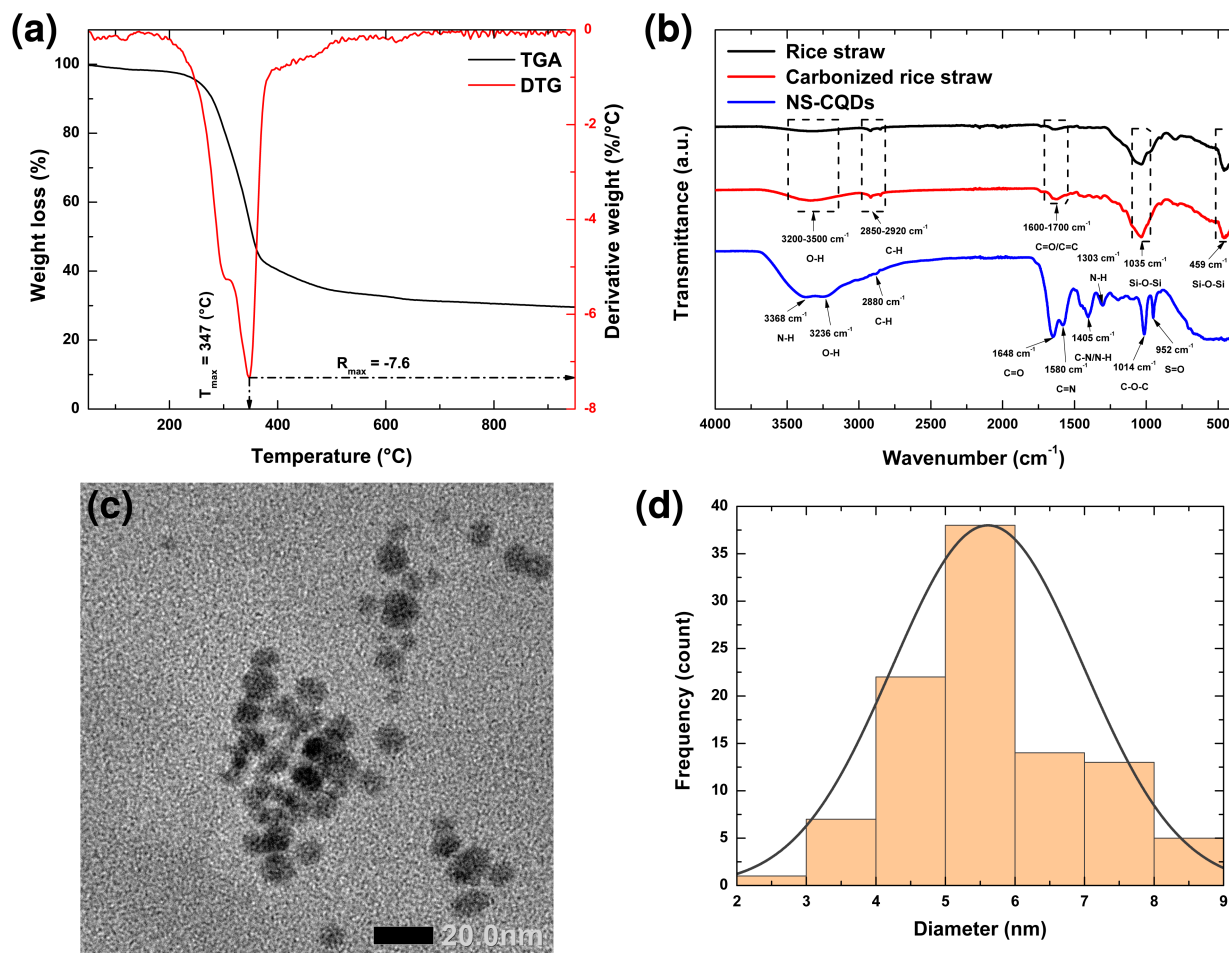 (a)
100
80
60
40
20
0
Weight loss (%)
200
400
600
800
Temperature (°C)
0
-2
-4
-6
-8
Derivative weight (%/°C)
TGA
DTG
T_max = 347 (°C)
R_max = -7.6
(b)
Rice straw
Carbonized rice straw
NS-CQDs
Transmittance (a.u.)
3200-3500 cm⁻¹
O-H
2850-2920 cm⁻¹
C-H
1600-1700 cm⁻¹
C=O/C=C
1035 cm⁻¹
Si-O-Si
459 cm⁻¹
Si-O-Si
3368 cm⁻¹
N-H
3236 cm⁻¹
O-H
2880 cm⁻¹
C-H
1648 cm⁻¹
C=O
1580 cm⁻¹
C=N
1405 cm⁻¹
C-N/N-H
1303 cm⁻¹
N-H
1014 cm⁻¹
C-O-C
952 cm⁻¹
S=O
4000
3500
3000
2500
2000
1500
1000
500
Wavenumber (cm⁻¹)
(c)
20.0nm
(d)
40
35
30
25
20
15
10
5
0
Frequency (count)
2
3
4
5
6
7
8
9
Diameter (nm)